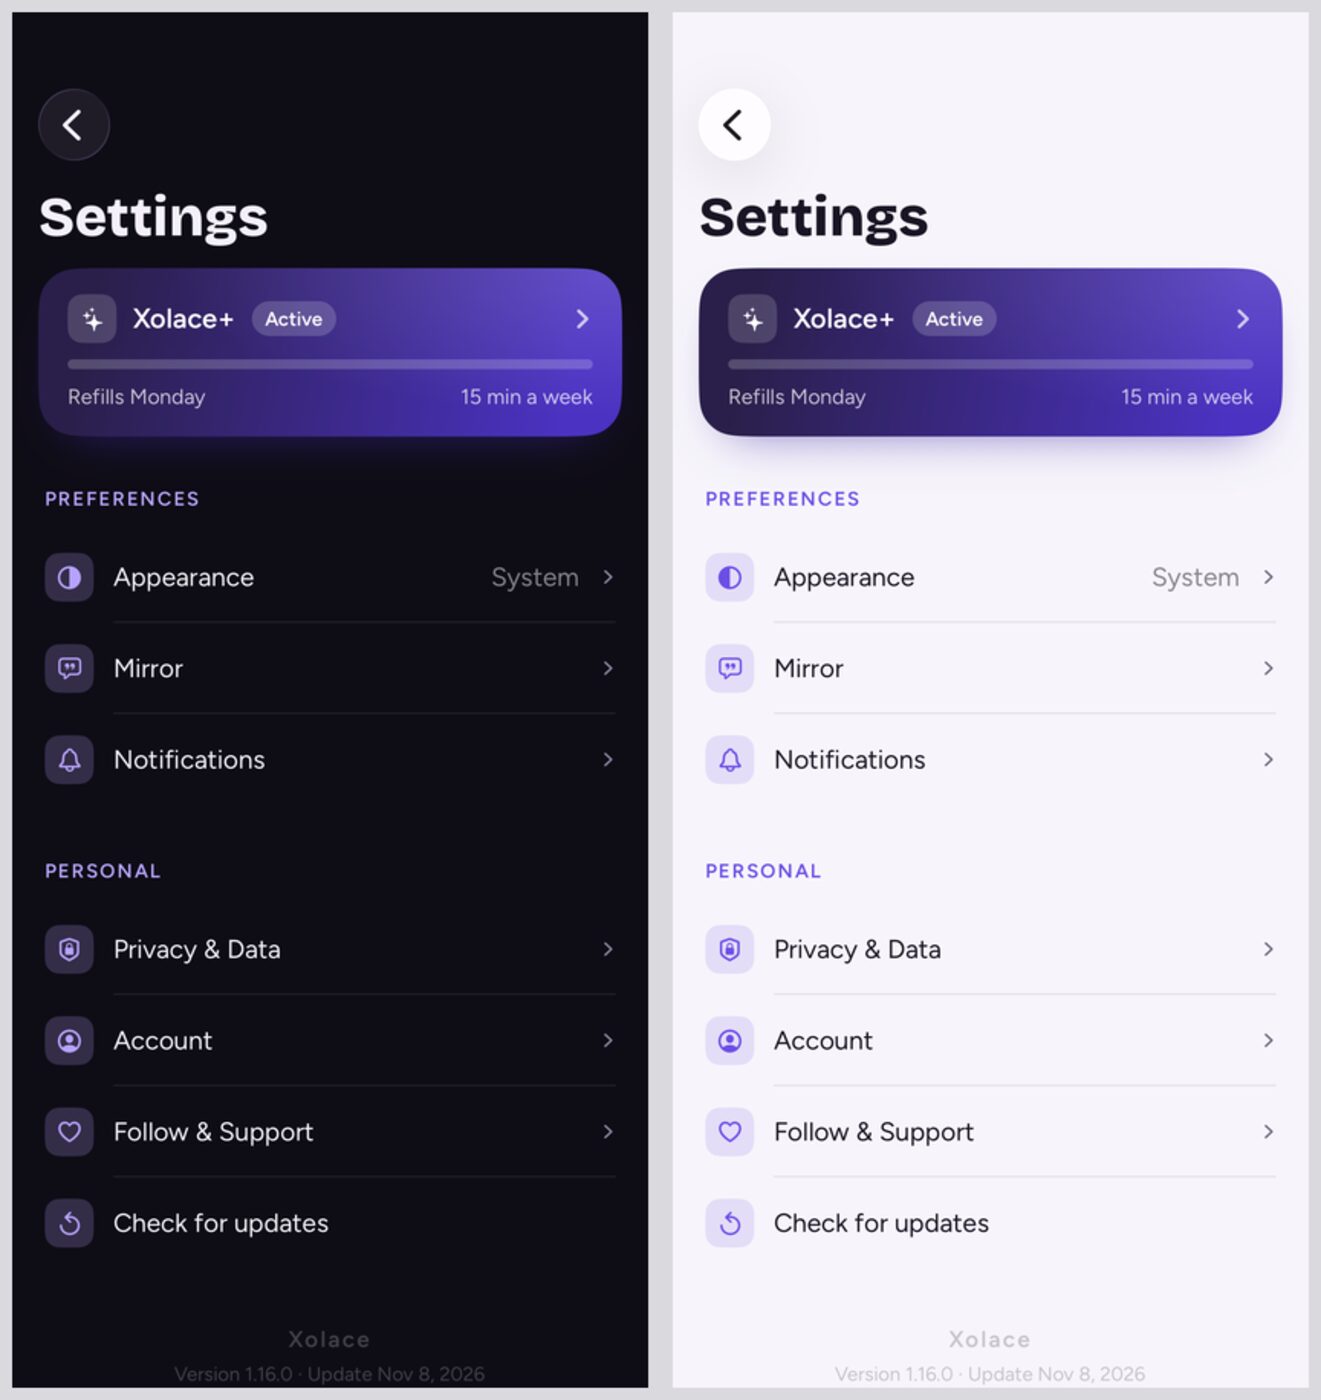 Settings
Xolace+ Active
Refills Monday 15 min a week
PREFERENCES
Appearance System
Mirror
Notifications
PERSONAL
Privacy & Data
Account
Follow & Support
Check for updates
Xolace
Version 1.16.0 · Update Nov 8, 2026
Settings
Xolace+ Active
Refills Monday 15 min a week
PREFERENCES
Appearance System
Mirror
Notifications
PERSONAL
Privacy & Data
Account
Follow & Support
Check for updates
Xolace
Version 1.16.0 · Update Nov 8, 2026